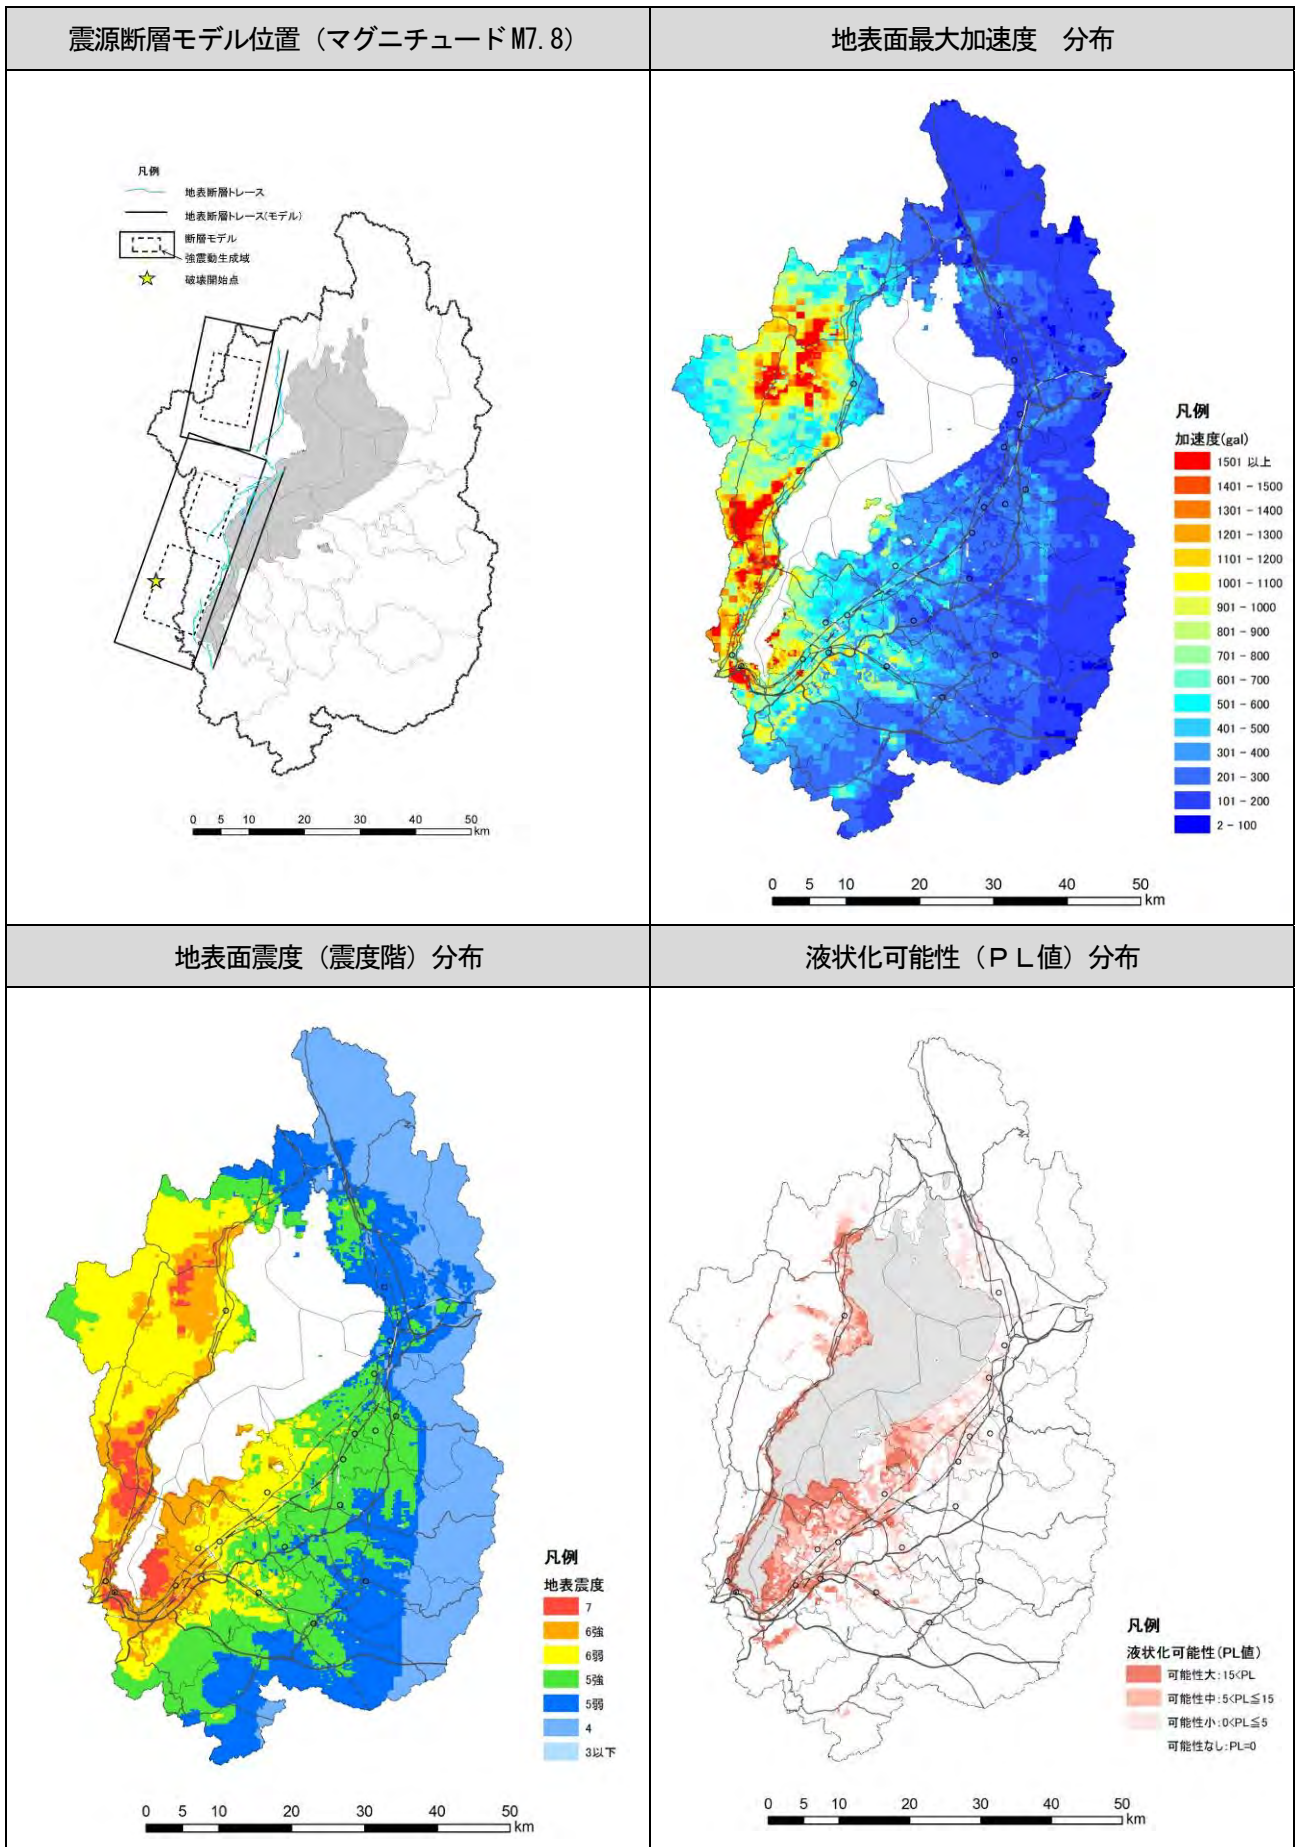 震源断層モデル位置（マグニチュードM7.8）
地表面最大加速度　分布
凡例
地表断層トレース
地表断層トレース(モデル)
断層モデル
強震動生成域
破壊開始点
0 5 10 20 30 40 50
km
凡例
加速度(gal)
1501 以上
1401 - 1500
1301 - 1400
1201 - 1300
1101 - 1200
1001 - 1100
901 - 1000
801 - 900
701 - 800
601 - 700
501 - 600
401 - 500
301 - 400
201 - 300
101 - 200
2 - 100
0 5 10 20 30 40 50
km
地表面震度（震度階）分布
液状化可能性（ＰＬ値）分布
凡例
地表震度
7
6強
6弱
5強
5弱
4
3以下
0 5 10 20 30 40 50
km
凡例
液状化可能性(PL値)
可能性大:15<PL
可能性中:5<PL≦15
可能性小:0<PL≦5
可能性なし:PL=0
0 5 10 20 30 40 50
km